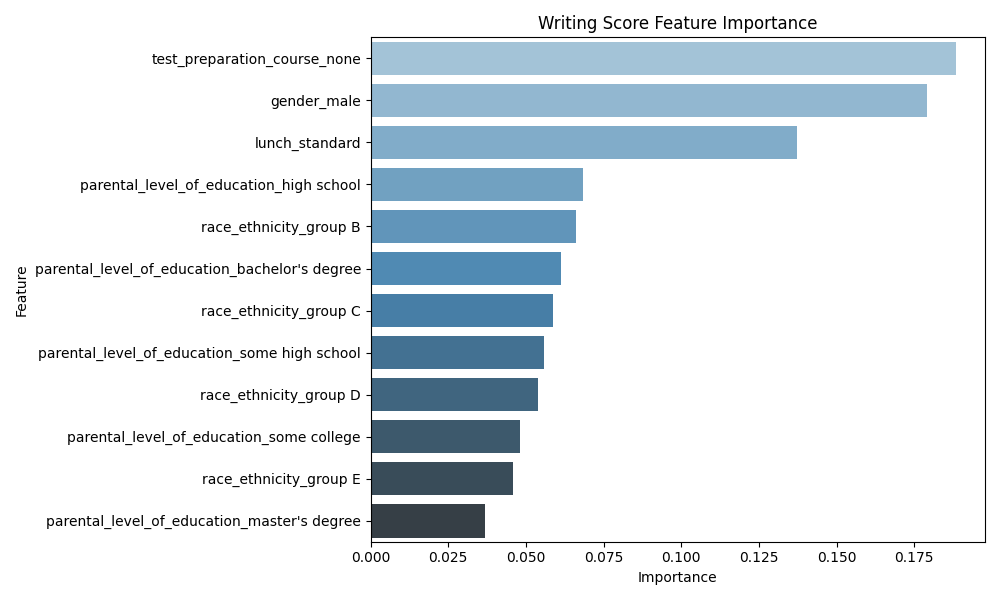 Writing Score Feature Importance
test_preparation_course_none
gender_male
lunch_standard
parental_level_of_education_high school
race_ethnicity_group B
parental_level_of_education_bachelor's degree
race_ethnicity_group C
parental_level_of_education_some high school
race_ethnicity_group D
parental_level_of_education_some college
race_ethnicity_group E
parental_level_of_education_master's degree
Feature
0.000 0.025 0.050 0.075 0.100 0.125 0.150 0.175
Importance